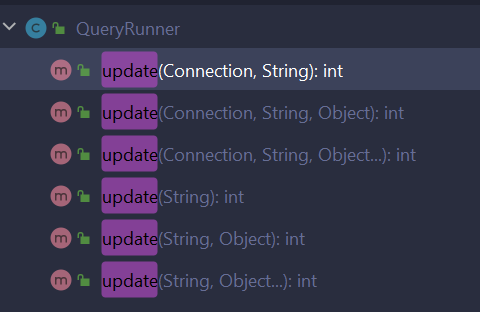 C QueryRunner
m update(Connection, String): int
m update(Connection, String, Object): int
m update(Connection, String, Object...): int
m update(String): int
m update(String, Object): int
m update(String, Object...): int